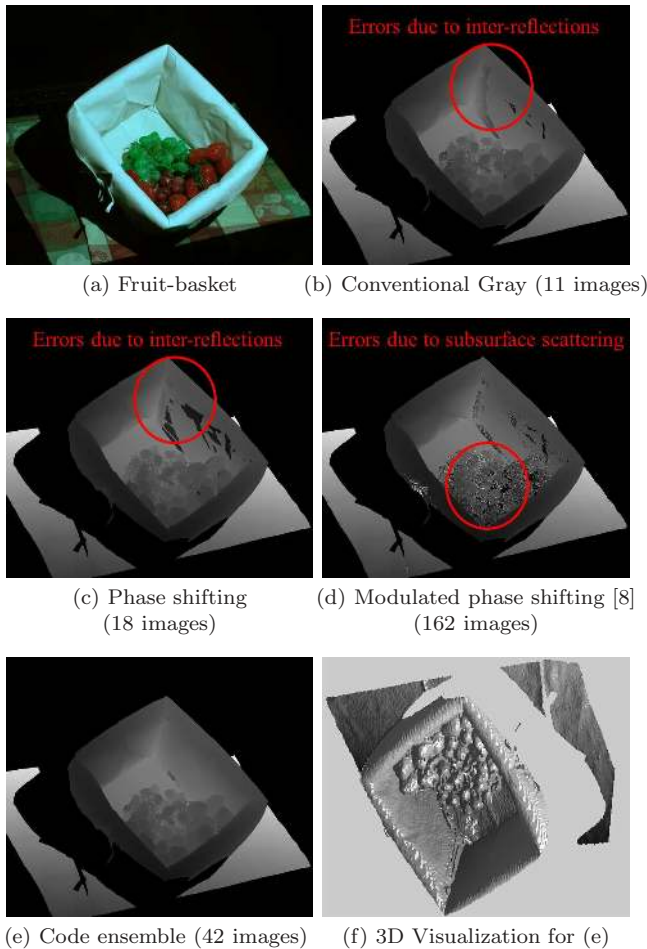 Errors due to inter-reflections
(a) Fruit-basket
(b) Conventional Gray (11 images)
Errors due to inter-reflections
Errors due to subsurface scattering
(c) Phase shifting
(18 images)
(d) Modulated phase shifting [8]
(162 images)
(e) Code ensemble (42 images)
(f) 3D Visualization for (e)